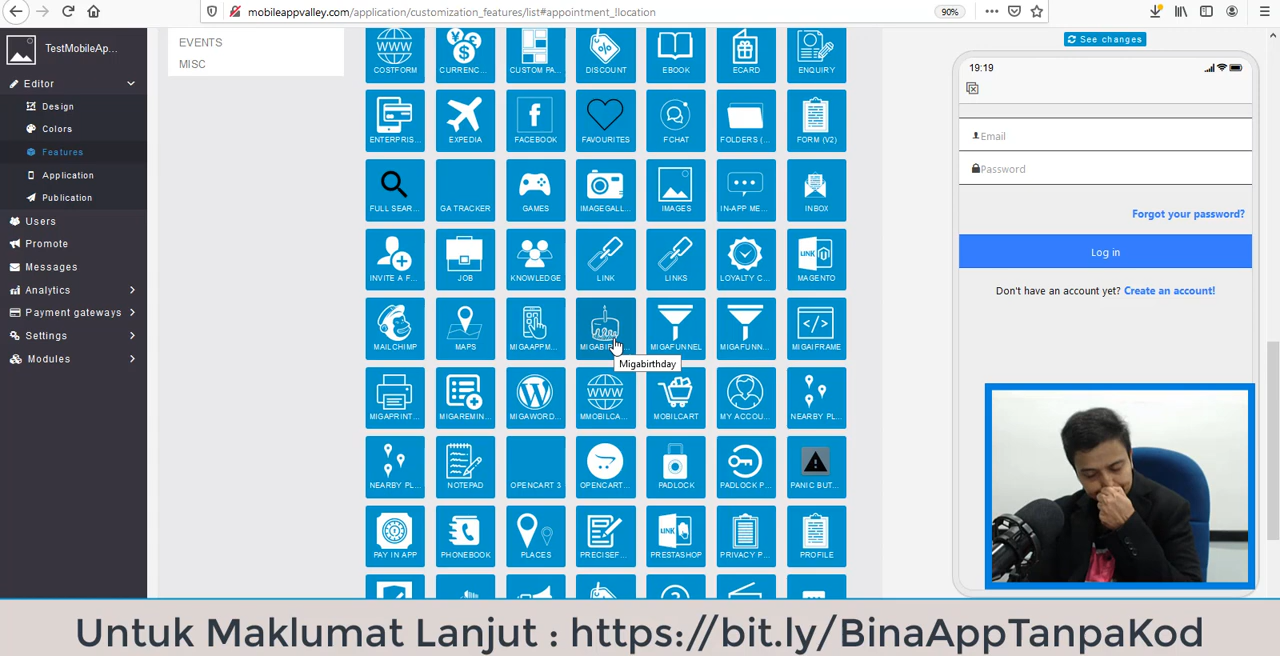 mobileappvalley.com/application/customization_features/list#appointment_llocation
90%
TestMobileAp...
Editor
Design
Colors
Features
Application
Publication
Users
Promote
Messages
Analytics
Payment gateways
Settings
Modules
EVENTS
MISC
COSTFORM
CURRENC...
CUSTOM PA...
DISCOUNT
EBOOK
ECARD
ENQUIRY
ENTERPRIS...
EXPEDIA
FACEBOOK
FAVOURITES
FCHAT
FOLDERS (...
FORM (V2)
FULL SEAR...
GA TRACKER
GAMES
IMAGEGALL...
IMAGES
IN-APP ME...
INBOX
INVITE A F...
JOB
KNOWLEDGE
LINK
LINKS
LOYALTY C...
LINK
MAGENTO
MAILCHIMP
MAPS
MIGAAPPM...
MIGABIR
Migabirthday
MIGAFUNNEL
MIGAFUNN...
MIGAIFRAME
MIGAPRINT...
MIGAREMIN...
MIGAWORD...
WWW
MMOBILCA...
MOBILCART
MY ACCOU...
NEARBY PL...
NEARBY PL...
NOTEPAD
OPENCART 3
OPENCART...
PADLOCK
PADLOCK P...
PANIC BUT...
PAY IN APP
PHONEBOOK
PLACES
PRECISEF...
LINK
PRESTASHOP
PRIVACY P...
PROFILE
See changes
19:19
Email
Password
Forgot your password?
Log in
Don't have an account yet? Create an account!
Untuk Maklumat Lanjut : https://bit.ly/BinaAppTanpaKod